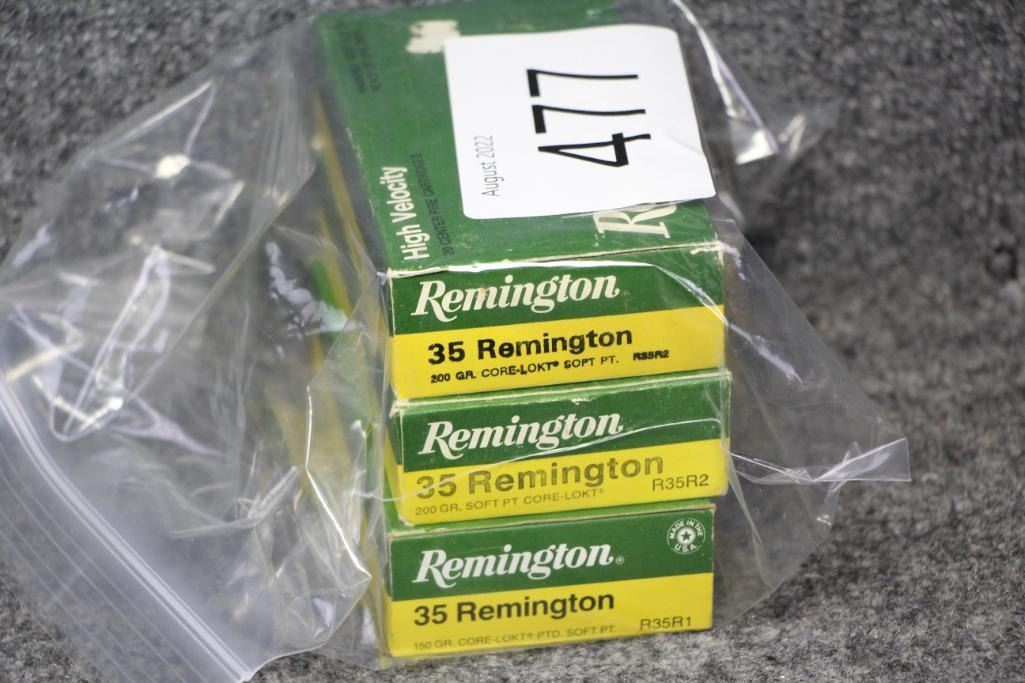 477
August 2022
High Velocity
20 CENTER FIRE CARTRIDGES
Remington
35 Remington
200 GR. CORE-LOKT® SOFT PT. R35R2
Remington
35 Remington
200 GR. SOFT PT CORE-LOKT® R35R2
Remington®
MADE IN THE U.S.A.
35 Remington
150 GR. CORE-LOKT® PTD. SOFT PT. R35R1